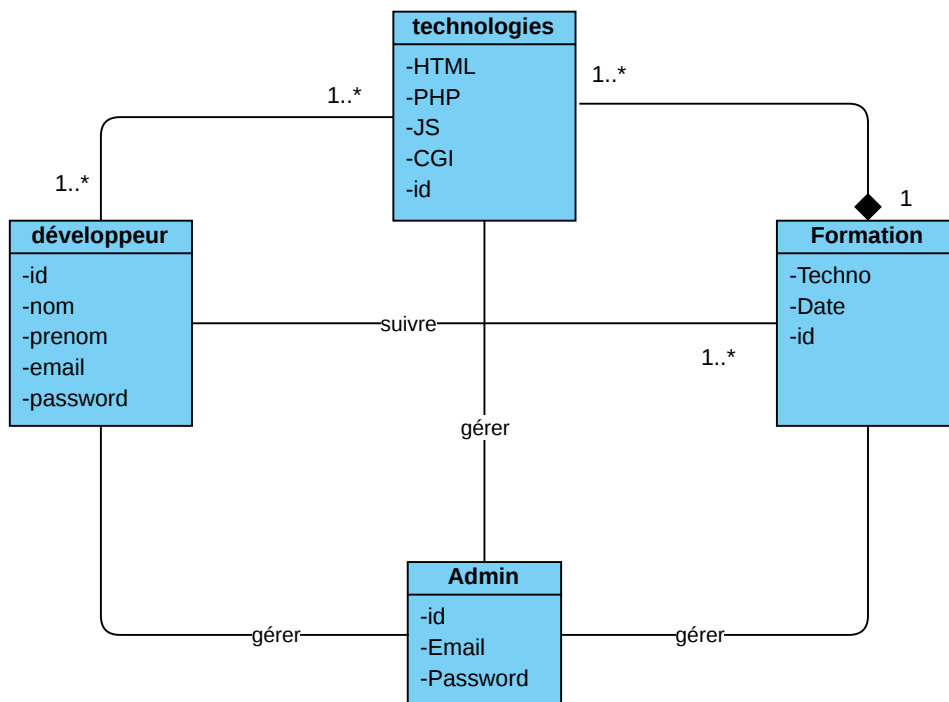 technologies
-HTML
-PHP
-JS
-CGI
-id
1..*
1..*
1..*
1
développeur
-id
-nom
-prenom
-email
-password
Formation
-Techno
-Date
-id
suivre
1..*
gérer
Admin
-id
-Email
-Password
gérer
gérer